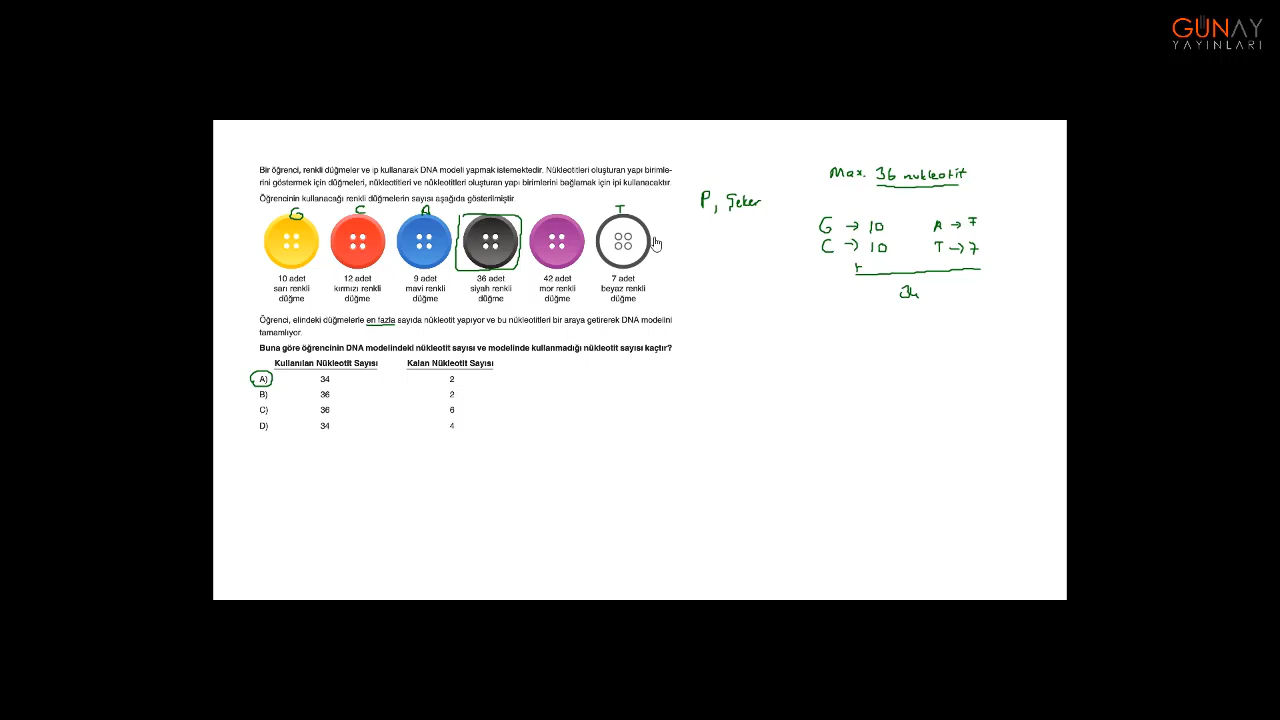 GÜNAY
YAYINLARI
Bir öğrenci, renkli düğmeler ve ip kullanarak DNA modeli yapmak istemektedir. Nükleotitleri oluşturan yapı birimle-
rini göstermek için düğmeleri, nükleotitleri ve nükleotitleri oluşturan yapı birimlerini bağlamak için ipi kullanacaktır.
Öğrencinin kullanacağı renkli düğmelerin sayısı aşağıda gösterilmiştir.
G C A T
10 adet sarı renkli düğme
12 adet kırmızı renkli düğme
9 adet mavi renkli düğme
36 adet siyah renkli düğme
42 adet mor renkli düğme
7 adet beyaz renkli düğme
Öğrenci, elindeki düğmelerle en fazla sayıda nükleotit yapıyor ve bu nükleotitleri bir araya getirerek DNA modelini
tamamlıyor.
Buna göre öğrencinin DNA modelindeki nükleotit sayısı ve modelinde kullanmadığı nükleotit sayısı kaçtır?
Kullanılan Nükleotit Sayısı Kalan Nükleotit Sayısı
A) 34 2
B) 36 2
C) 36 6
D) 34 4
P, Şeker
Max. 36 nükleotit
G → 10 A → 7
C → 10 T → 7
+
34